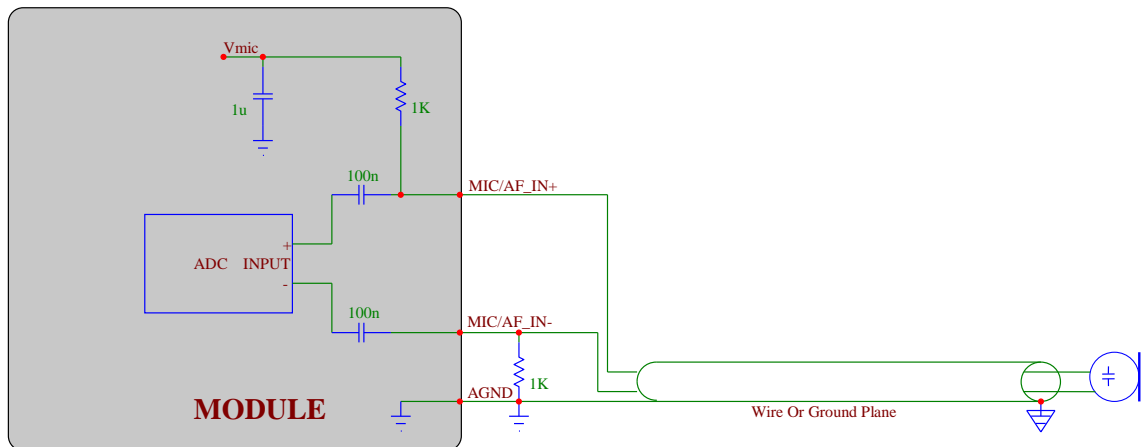 Vmic
1u
1K
100n
MIC/AF_IN+
+
ADC INPUT
-
100n
MIC/AF_IN-
1K
AGND
MODULE
Wire Or Ground Plane